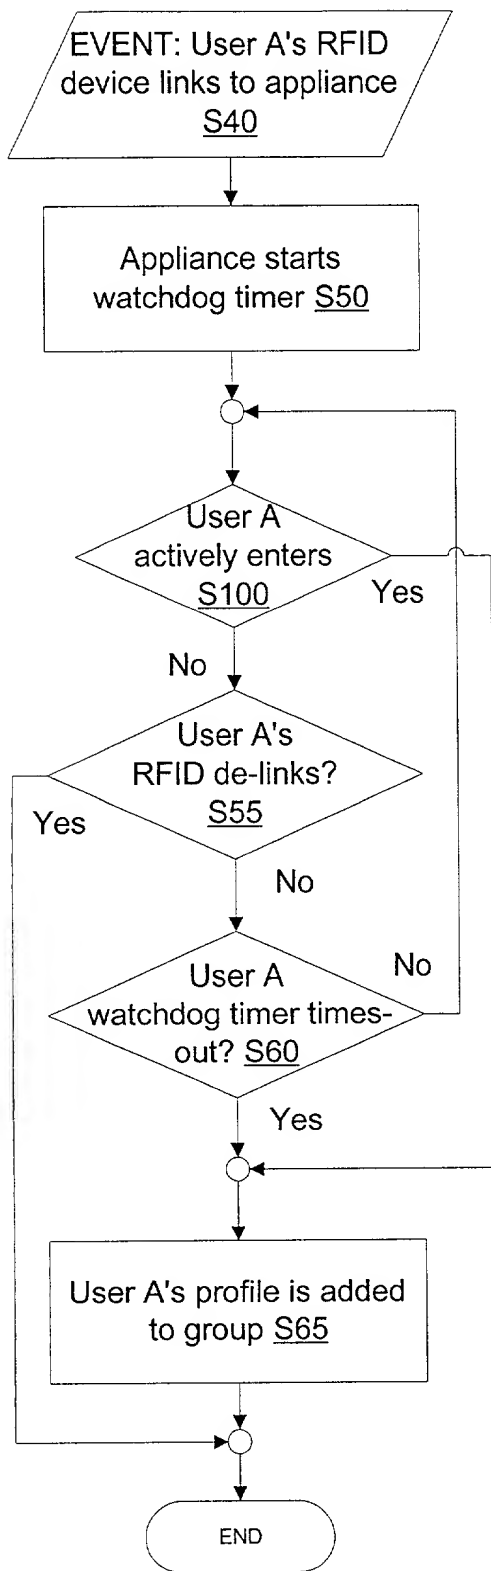 EVENT: User A's RFID
device links to appliance
S40
Appliance starts
watchdog timer S50
User A
actively enters
S100
Yes
No
User A's
RFID de-links?
S55
Yes
No
User A
watchdog timer times-
out? S60
No
Yes
User A's profile is added
to group S65
END